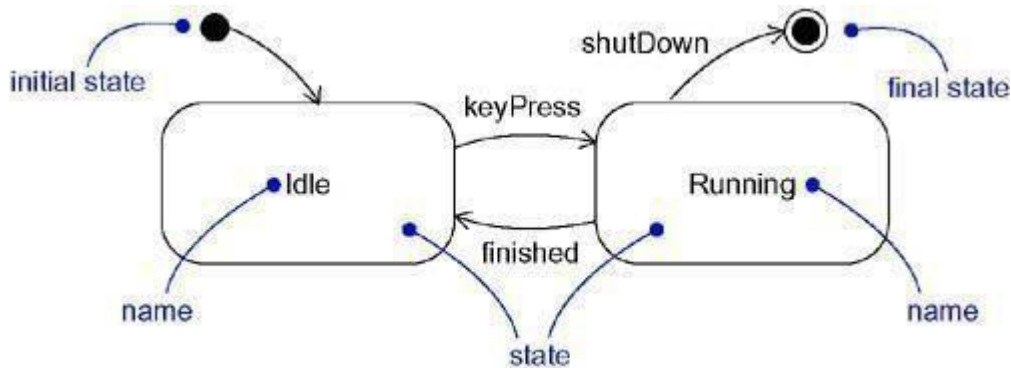 shutDown
initial state
final state
keyPress
Idle
Running
finished
name
name
state